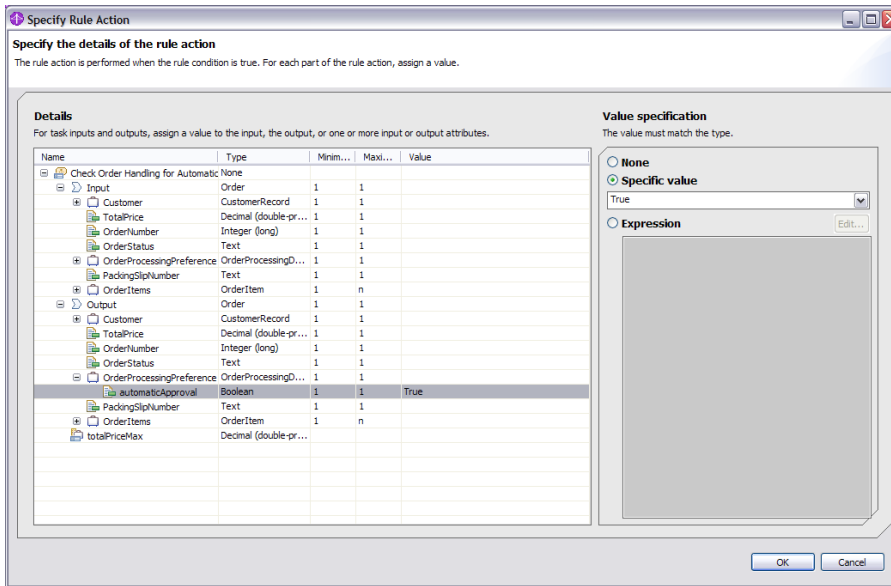 Specify Rule Action
Specify the details of the rule action
The rule action is performed when the rule condition is true. For each part of the rule action, assign a value.
Details
For task inputs and outputs, assign a value to the input, the output, or one or more input or output attributes.
Name Type Minim... Maxi... Value
Check Order Handling for Automatic None
Input Order 1 1
Customer CustomerRecord 1 1
TotalPrice Decimal (double-pr... 1 1
OrderNumber Integer (long) 1 1
OrderStatus Text 1 1
OrderProcessingPreference OrderProcessingD... 1 1
PackingSlipNumber Text 1 1
OrderItems OrderItem 1 n
Output Order 1 1
Customer CustomerRecord 1 1
TotalPrice Decimal (double-pr... 1 1
OrderNumber Integer (long) 1 1
OrderStatus Text 1 1
OrderProcessingPreference OrderProcessingD... 1 1
automaticApproval Boolean 1 1 True
PackingSlipNumber Text 1 1
OrderItems OrderItem 1 n
totalPriceMax Decimal (double-pr...
Value specification
The value must match the type.
None
Specific value
True
Expression Edit...
OK Cancel